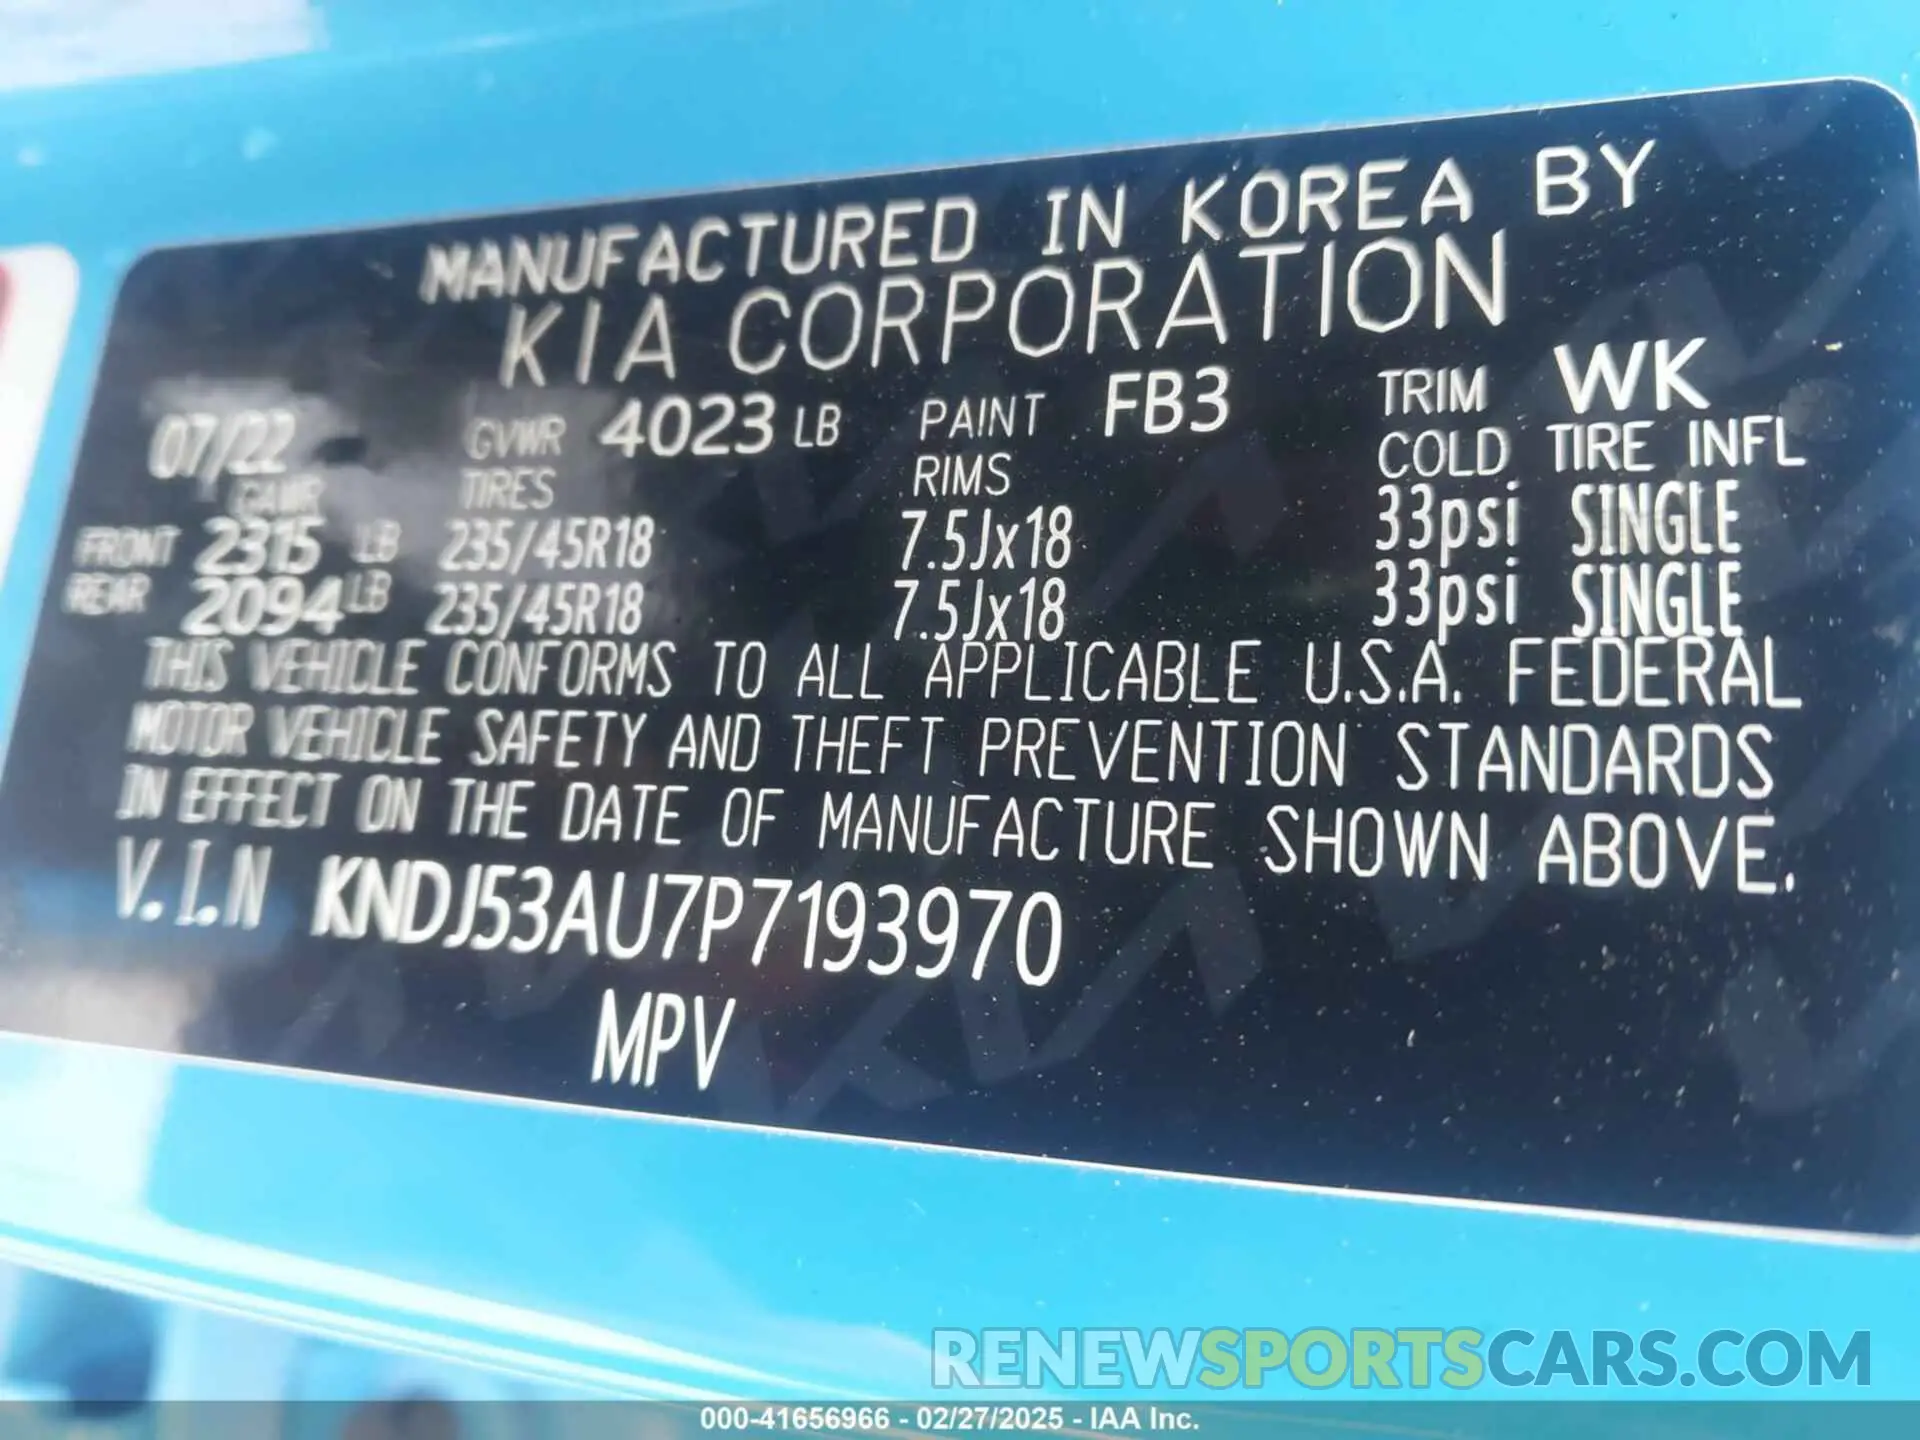 MANUFACTURED IN KOREA BY
KIA CORPORATION
07/22 GVWR 4023 LB PAINT FB3 TRIM WK
GAWR TIRES RIMS COLD TIRE INFL
FRONT 2315 LB 235/45R18 7.5Jx18 33psi SINGLE
REAR 2094 LB 235/45R18 7.5Jx18 33psi SINGLE
THIS VEHICLE CONFORMS TO ALL APPLICABLE U.S.A. FEDERAL
MOTOR VEHICLE SAFETY AND THEFT PREVENTION STANDARDS
IN EFFECT ON THE DATE OF MANUFACTURE SHOWN ABOVE.
V.I.N KNDJ53AU7P7193970
MPV
RENEWSPORTSCARS.COM
000-41656966 - 02/27/2025 - IAA Inc.